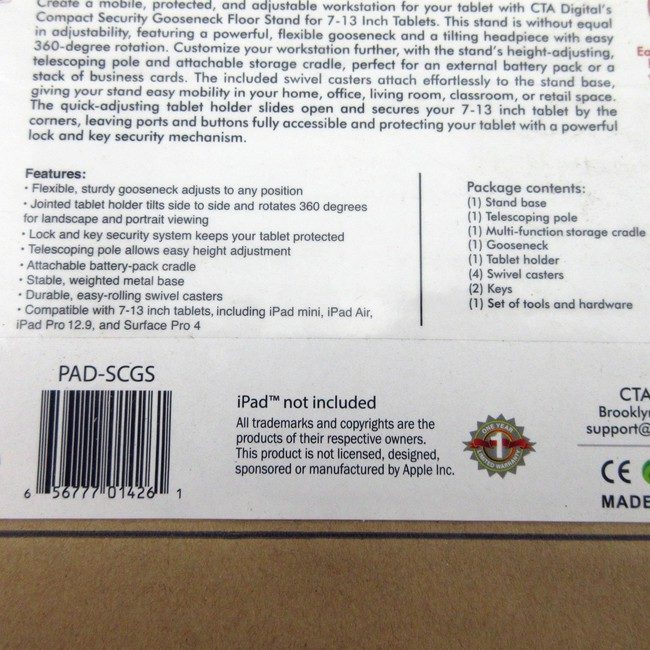 Create a mobile, protected, and adjustable workstation for your tablet with CTA Digital's
Compact Security Gooseneck Floor Stand for 7-13 Inch Tablets. This stand is without equal
in adjustability, featuring a powerful, flexible gooseneck and a tilting headpiece with easy
360-degree rotation. Customize your workstation further, with the stand's height-adjusting,
telescoping pole and attachable storage cradle, perfect for an external battery pack or a
stack of business cards. The included swivel casters attach effortlessly to the stand base,
giving your stand easy mobility in your home, office, living room, classroom, or retail space.
The quick-adjusting tablet holder slides open and secures your 7-13 inch tablet by the
corners, leaving ports and buttons fully accessible and protecting your tablet with a powerful
lock and key security mechanism.
Features:
· Flexible, sturdy gooseneck adjusts to any position
· Jointed tablet holder tilts side to side and rotates 360 degrees
for landscape and portrait viewing
· Lock and key security system keeps your tablet protected
· Telescoping pole allows easy height adjustment
· Attachable battery-pack cradle
· Stable, weighted metal base
· Durable, easy-rolling swivel casters
· Compatible with 7-13 inch tablets, including iPad mini, iPad Air,
iPad Pro 12.9, and Surface Pro 4
Package contents:
(1) Stand base
(1) Telescoping pole
(1) Multi-function storage cradle
(1) Gooseneck
(1) Tablet holder
(4) Swivel casters
(2) Keys
(1) Set of tools and hardware
PAD-SCGS
6 56777 01426 1
iPad™ not included
All trademarks and copyrights are the
products of their respective owners.
This product is not licensed, designed,
sponsored or manufactured by Apple Inc.
ONE YEAR
1
LIMITED WARRANTY
CTA
Brooklyn
support@
CE
MADE